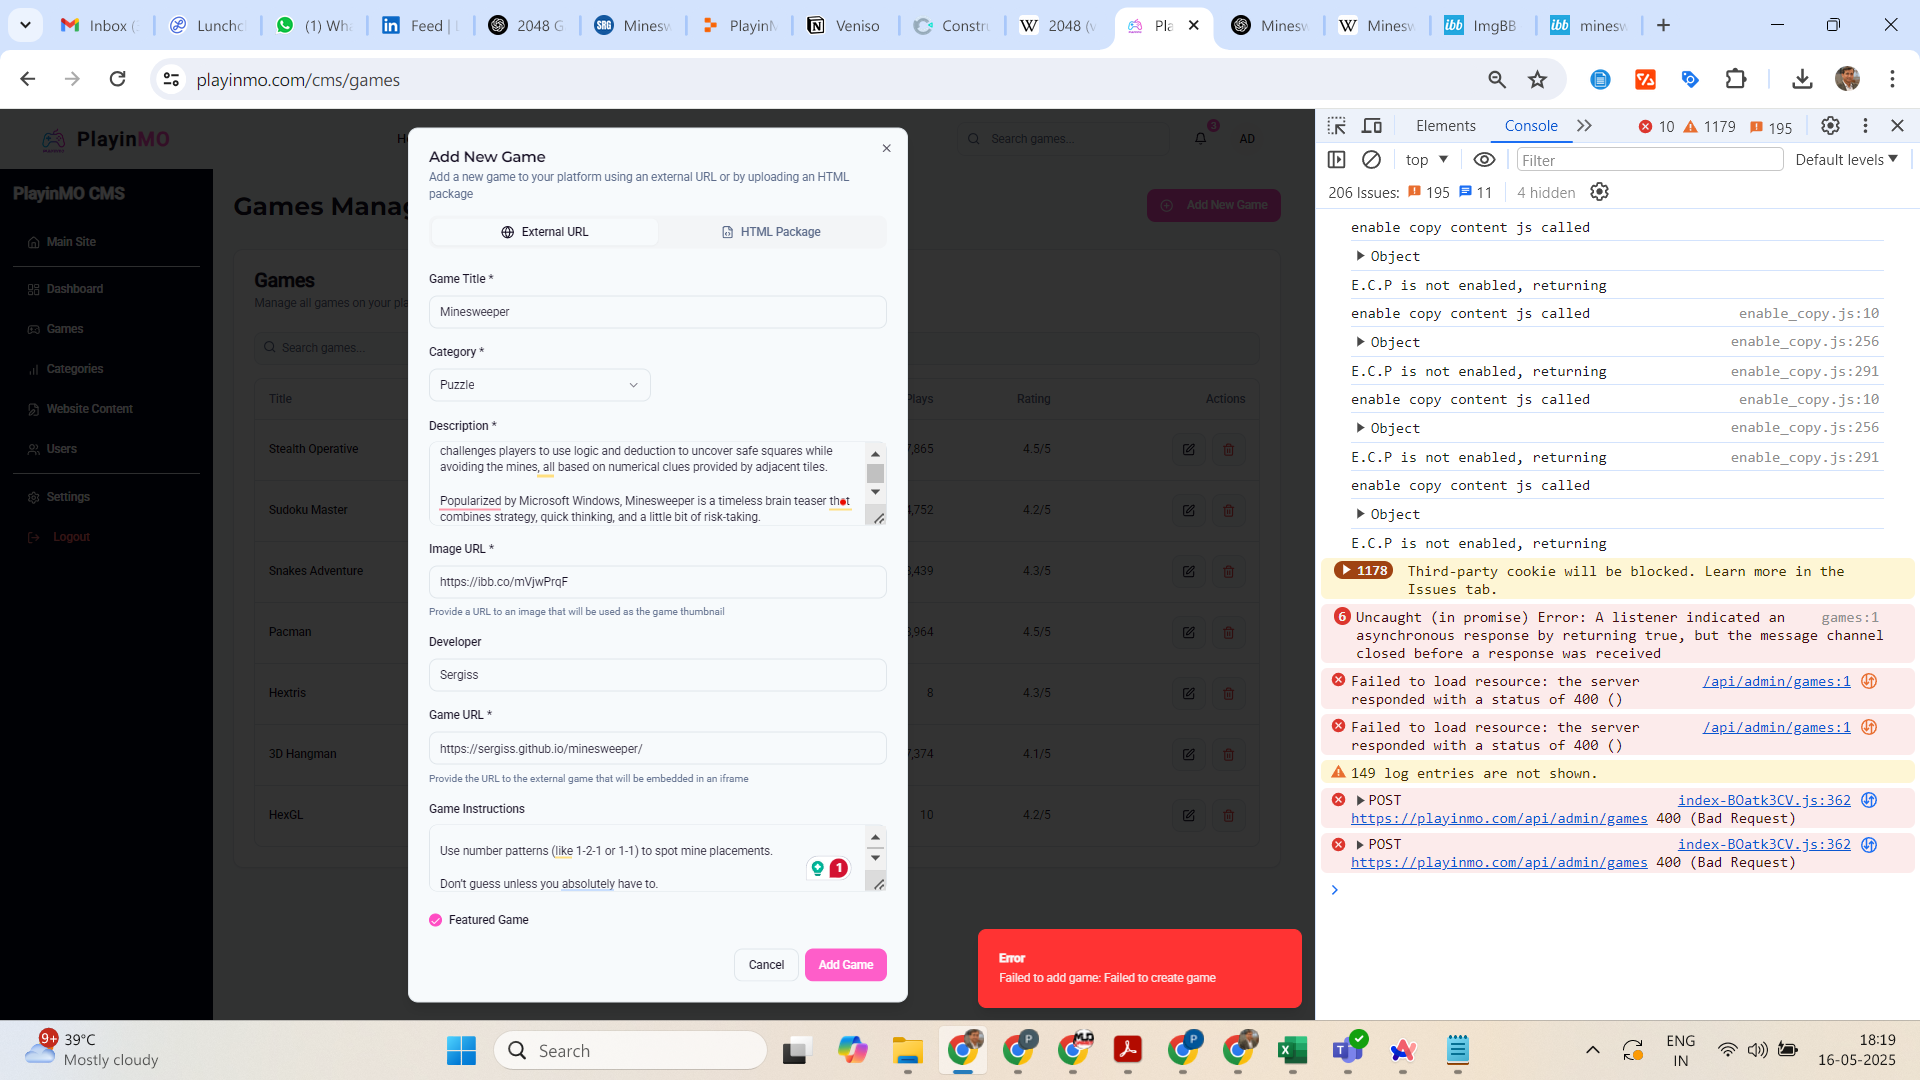 Inbox (
Lunchc
(1) Wha
Feed | L
2048 G
Minesw
PlayinM
Veniso
Constru
2048 (v
Pla
Minesw
Minesw
ImgBB
minesw
playinmo.com/cms/games
PlayinMO
Search games...
3
AD
PlayinMO CMS
Main Site
Dashboard
Games
Categories
Website Content
Users
Settings
Logout
Games Mana
Add New Game
Games
Manage all games on your pla
Search games...
Title
Plays
Rating
Actions
Stealth Operative
7,865
4.5/5
Sudoku Master
4,752
4.2/5
Snakes Adventure
3,439
4.3/5
Pacman
3,964
4.5/5
Hextris
8
4.3/5
3D Hangman
7,374
4.1/5
HexGL
10
4.2/5
Add New Game
Add a new game to your platform using an external URL or by uploading an HTML
package
External URL
HTML Package
Game Title *
Minesweeper
Category *
Puzzle
Description *
challenges players to use logic and deduction to uncover safe squares while
avoiding the mines, all based on numerical clues provided by adjacent tiles.
Popularized by Microsoft Windows, Minesweeper is a timeless brain teaser that
combines strategy, quick thinking, and a little bit of risk-taking.
Image URL *
https://ibb.co/mVjwPrqF
Provide a URL to an image that will be used as the game thumbnail
Developer
Sergiss
Game URL *
https://sergiss.github.io/minesweeper/
Provide the URL to the external game that will be embedded in an iframe
Game Instructions
Use number patterns (like 1-2-1 or 1-1) to spot mine placements.
1
Don't guess unless you absolutely have to.
Featured Game
Cancel
Add Game
Error
Failed to add game: Failed to create game
Elements
Console
10
1179
195
top
Filter
Default levels
206 Issues:
195
11
4 hidden
enable copy content js called
Object
E.C.P is not enabled, returning
enable copy content js called enable_copy.js:10
Object enable_copy.js:256
E.C.P is not enabled, returning enable_copy.js:291
enable copy content js called enable_copy.js:10
Object enable_copy.js:256
E.C.P is not enabled, returning enable_copy.js:291
enable copy content js called
Object
E.C.P is not enabled, returning
1178 Third-party cookie will be blocked. Learn more in the
Issues tab.
6 Uncaught (in promise) Error: A listener indicated an games:1
asynchronous response by returning true, but the message channel
closed before a response was received
Failed to load resource: the server /api/admin/games:1
responded with a status of 400 ()
Failed to load resource: the server /api/admin/games:1
responded with a status of 400 ()
149 log entries are not shown.
POST index-BOatk3CV.js:362
https://playinmo.com/api/admin/games 400 (Bad Request)
POST index-BOatk3CV.js:362
https://playinmo.com/api/admin/games 400 (Bad Request)
9+
39°C
Mostly cloudy
Search
ENG
IN
18:19
16-05-2025